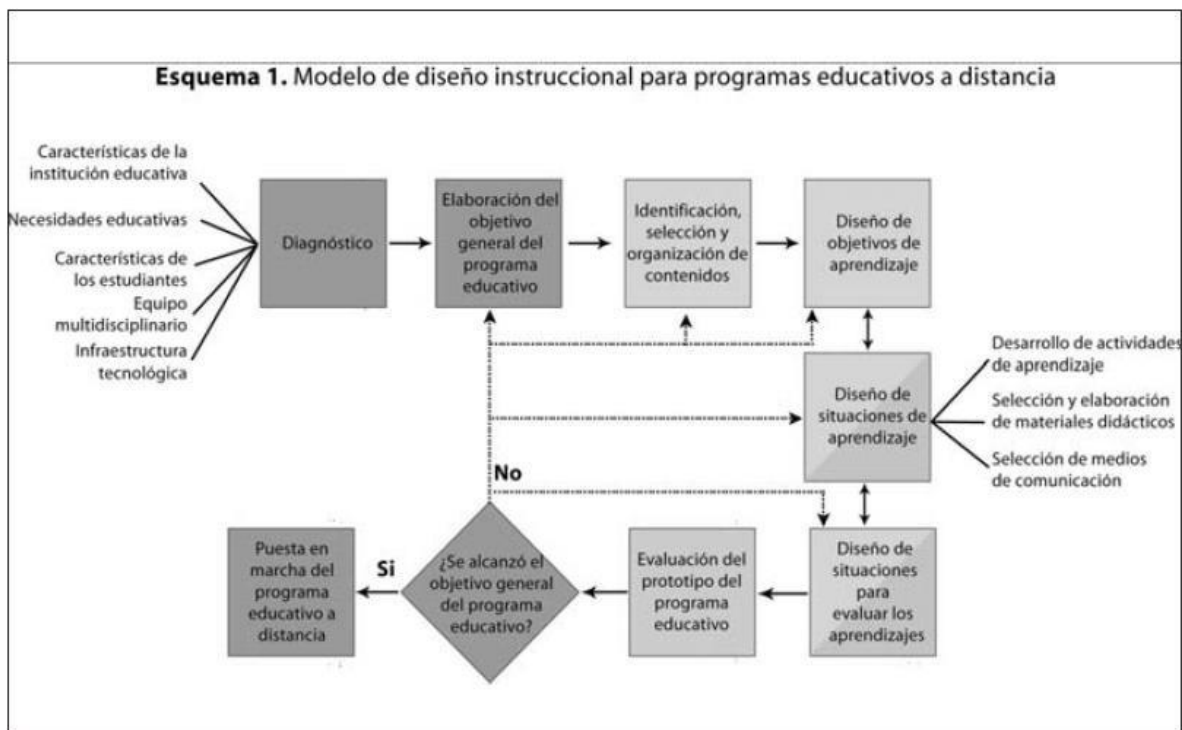 Esquema 1. Modelo de diseño instruccional para programas educativos a distancia
Características de la
institución educativa
Necesidades educativas
Características de
los estudiantes
Equipo
multidisciplinario
Infraestructura
tecnológica
Diagnóstico
Elaboración del
objetivo
general del
programa
educativo
Identificación,
selección y
organización de
contenidos
Diseño de
objetivos de
aprendizaje
Diseño de
situaciones de
aprendizaje
Desarrollo de actividades
de aprendizaje
Selección y elaboración
de materiales didácticos
Selección de medios
de comunicación
No
Puesta en
marcha del
programa
educativo a
distancia
Si
¿Se alcanzó el
objetivo general
del programa
educativo?
Evaluación del
prototipo del
programa
educativo
Diseño de
situaciones
para
evaluar los
aprendizajes